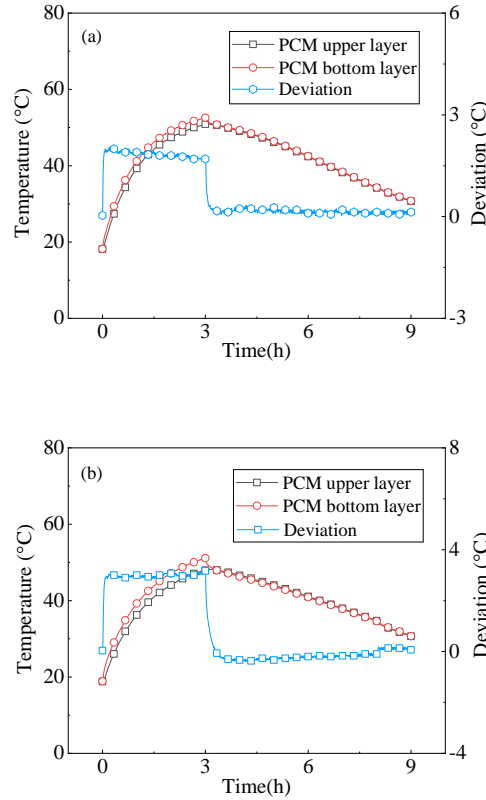 80
6
(a)
PCM upper layer
PCM bottom layer
Deviation
60
3
40
0
20
0
-3
0
3
6
9
Temperature (°C)
Deviation (°C)
Time(h)
80
8
(b)
PCM upper layer
PCM bottom layer
Deviation
60
4
40
0
20
0
-4
0
3
6
9
Temperature (°C)
Deviation (°C)
Time(h)